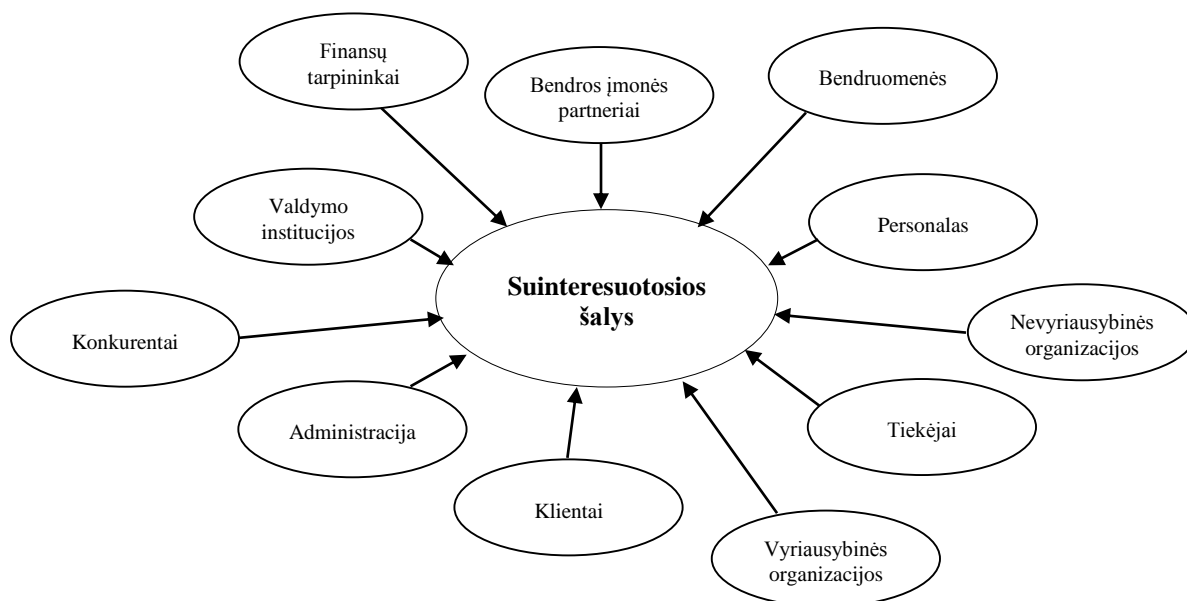 Finansų
tarpininkai
Bendros įmonės
partneriai
Bendruomenės
Valdymo
institucijos
Personalas
Suinteresuotosios
šalys
Konkurentai
Nevyriausybinės
organizacijos
Administracija
Tiekėjai
Klientai
Vyriausybinės
organizacijos